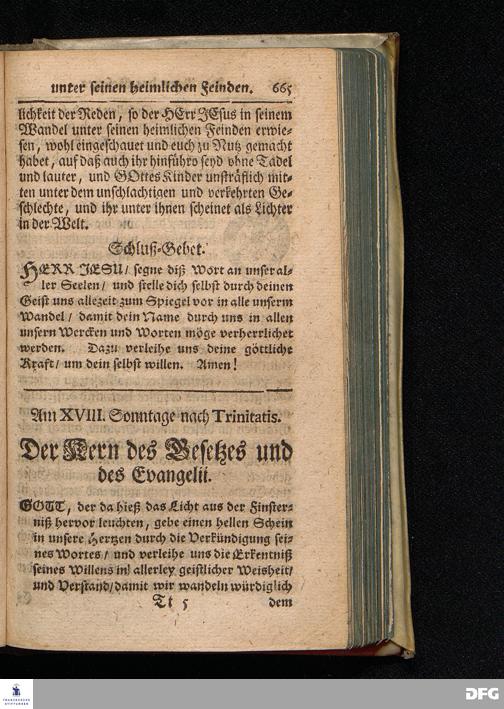 unter seinen heimlichen Feinden. 665
lichkeit der Reden, so der HErr JEsus in seinem
Wandel unter seinen heimlichen Feinden erwie-
sen, wohl eingeschauet und euch zu Nutz gemacht
habet, auf daß auch ihr hinführo seyd ohne Tadel
und lauter, und GOttes Kinder unsträflich mit-
ten unter dem unschlachtigen und verkehrten Ge-
schlechte, und ihr unter ihnen scheinet als Lichter
in der Welt.
Schluß-Gebet.
HERR JESU/ segne diß Wort an unser al-
ler Seelen/ und stelle dich selbst durch deinen
Geist uns allezeit zum Spiegel vor in alle unserm
Wandel/ damit dein Name durch uns in allen
unsern Wercken und Worten möge verherrlichet
werden. Dazu verleihe uns deine göttliche
Kraft/ um dein selbst willen. Amen!
Am XVIII. Sonntage nach Trinitatis.
Der Kern des Gesetzes und
des Evangelii.
GOTT, der da hieß das Licht aus der Finster-
niß hervor leuchten, gebe einen hellen Schein
in unsere Hertzen durch die Verkündigung sei-
nes Wortes/ und verleihe uns die Erkentniß
seines Willens in allerley geistlicher Weisheit/
und Verstand/damit wir wandeln würdiglich
Tt 5 dem
FRANCKESCHE
STIFTUNGEN
DFG